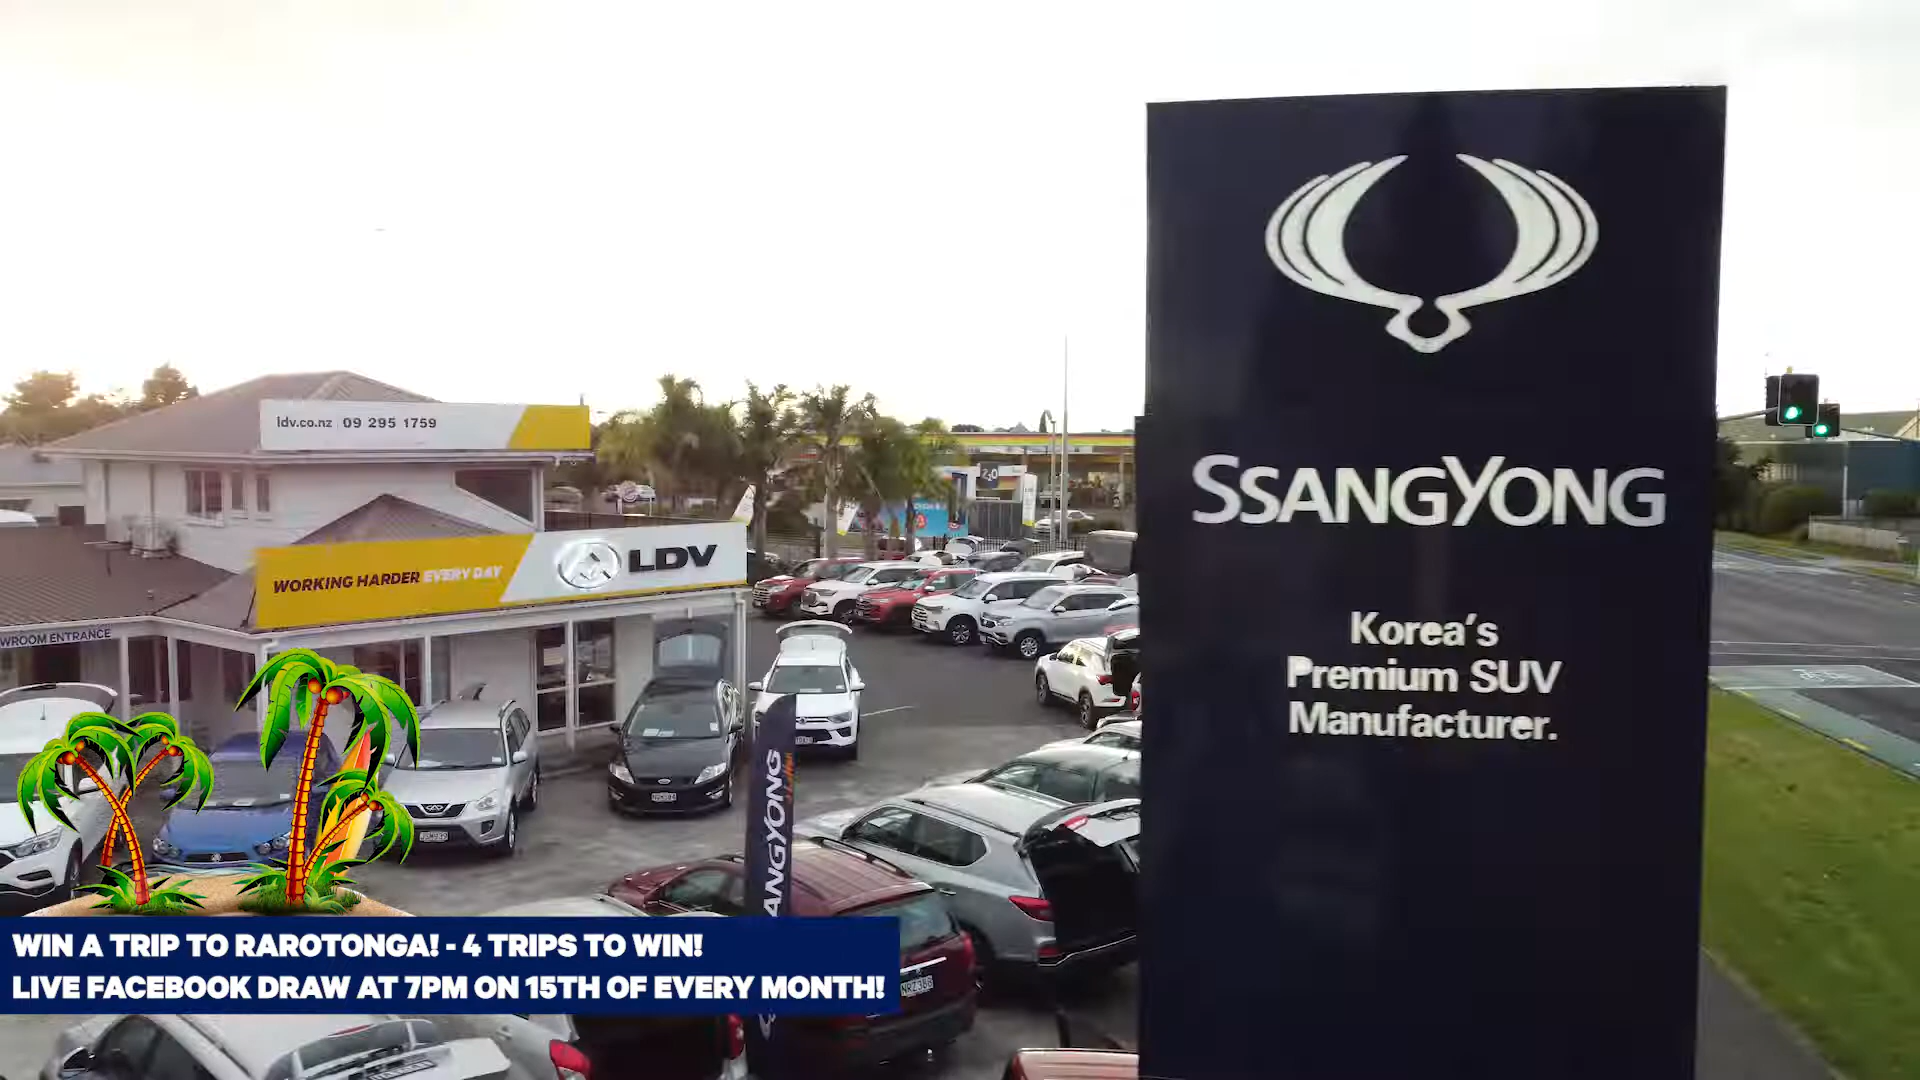 ldv.co.nz 09 295 1759
WORKING HARDER EVERY DAY
LDV
WROOM ENTRANCE
SSANGYONG
Korea's
Premium SUV
Manufacturer.
ANGYONG
WIN A TRIP TO RAROTONGA! - 4 TRIPS TO WIN!
LIVE FACEBOOK DRAW AT 7PM ON 15TH OF EVERY MONTH!